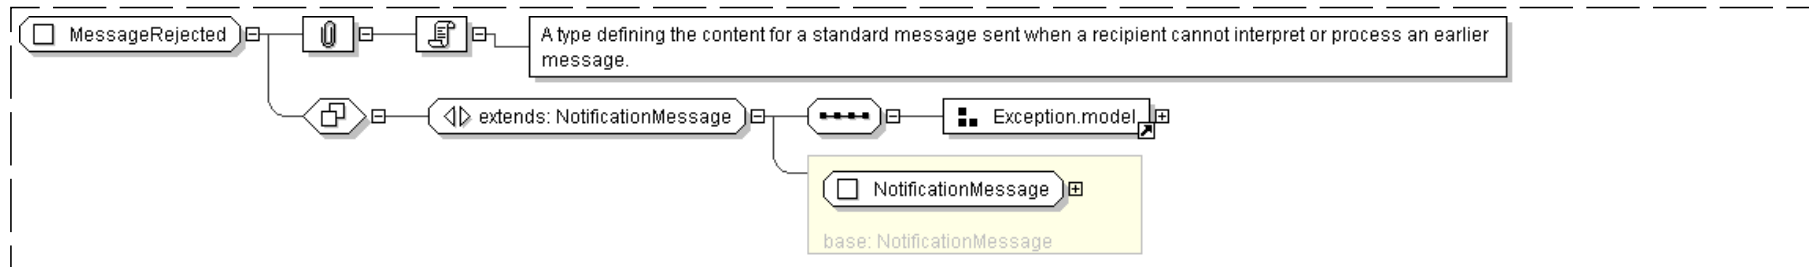 MessageRejected
A type defining the content for a standard message sent when a recipient cannot interpret or process an earlier
message.
extends: NotificationMessage
Exception.model
NotificationMessage
base: NotificationMessage